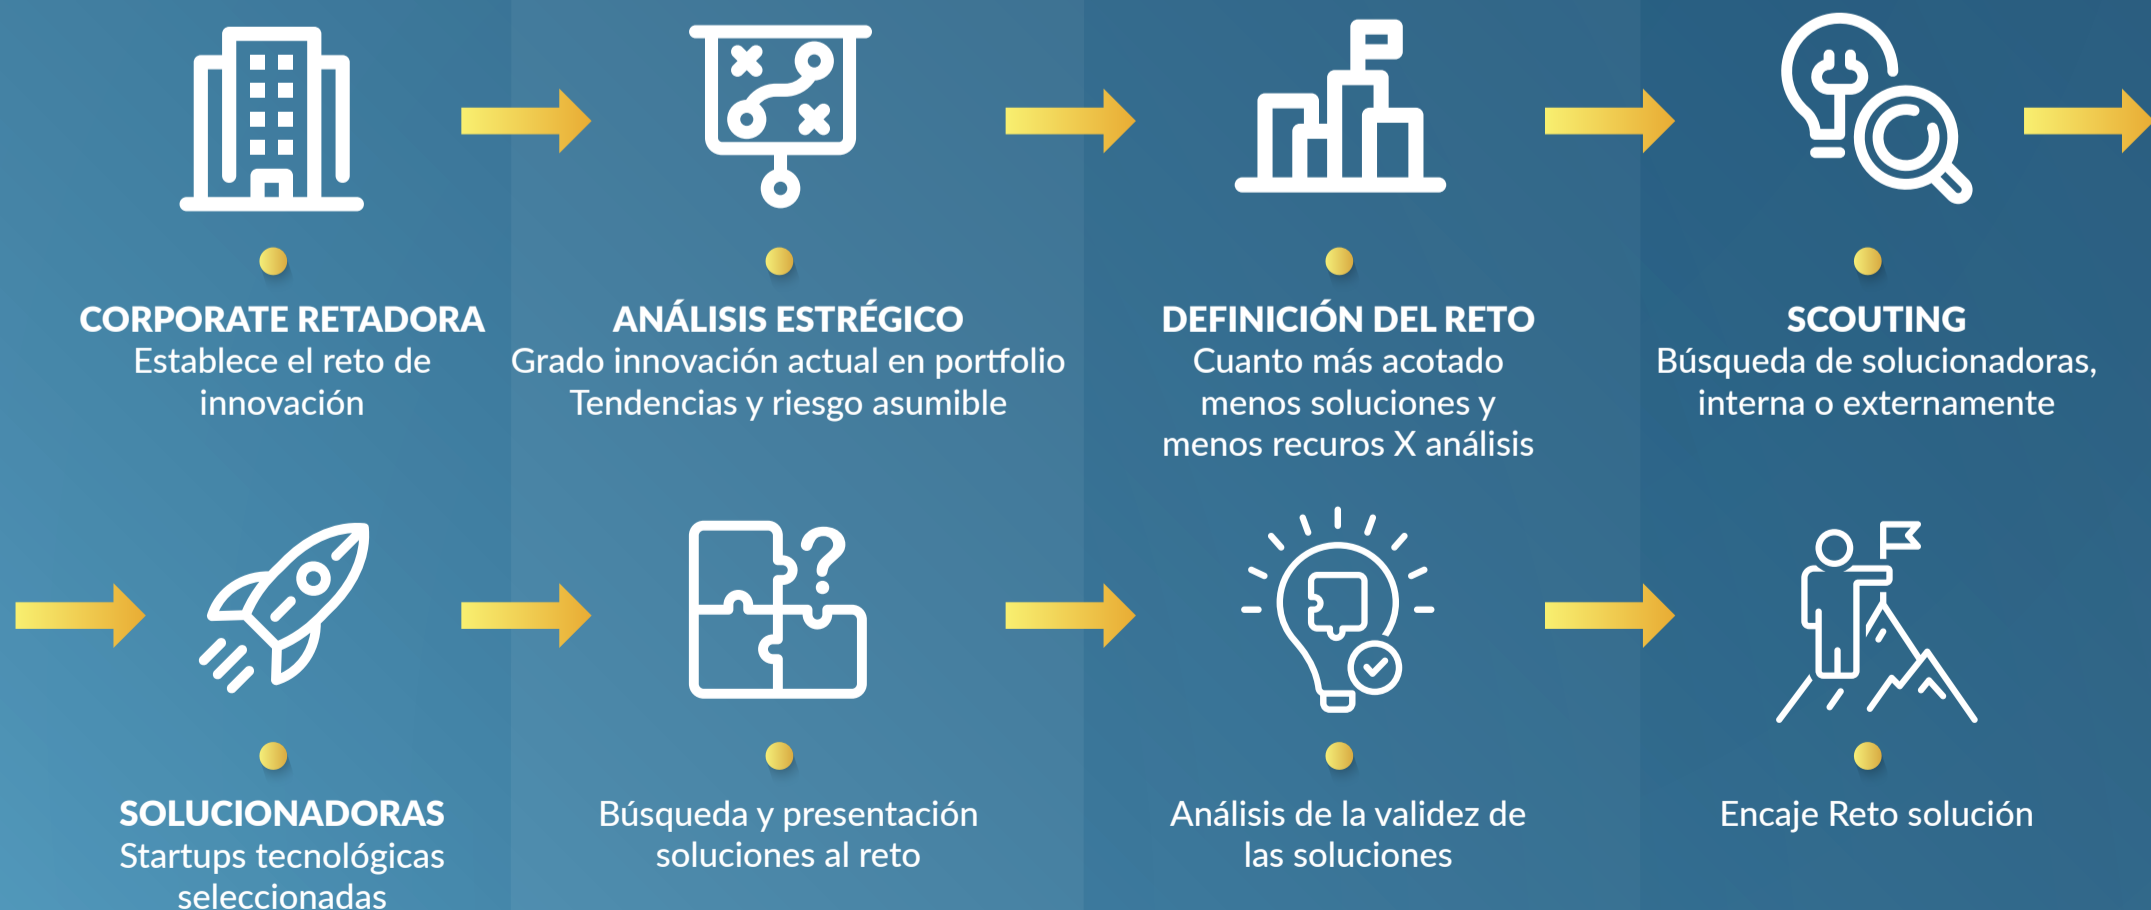 CORPORATE RETADORA
Establece el reto de
innovación
ANÁLISIS ESTRÉGICO
Grado innovación actual en portfolio
Tendencias y riesgo asumible
DEFINICIÓN DEL RETO
Cuanto más acotado
menos soluciones y
menos recuros X análisis
SCOUTING
Búsqueda de solucionadoras,
interna o externamente
SOLUCIONADORAS
Startups tecnológicas
seleccionadas
Búsqueda y presentación
soluciones al reto
Análisis de la validez de
las soluciones
Encaje Reto solución